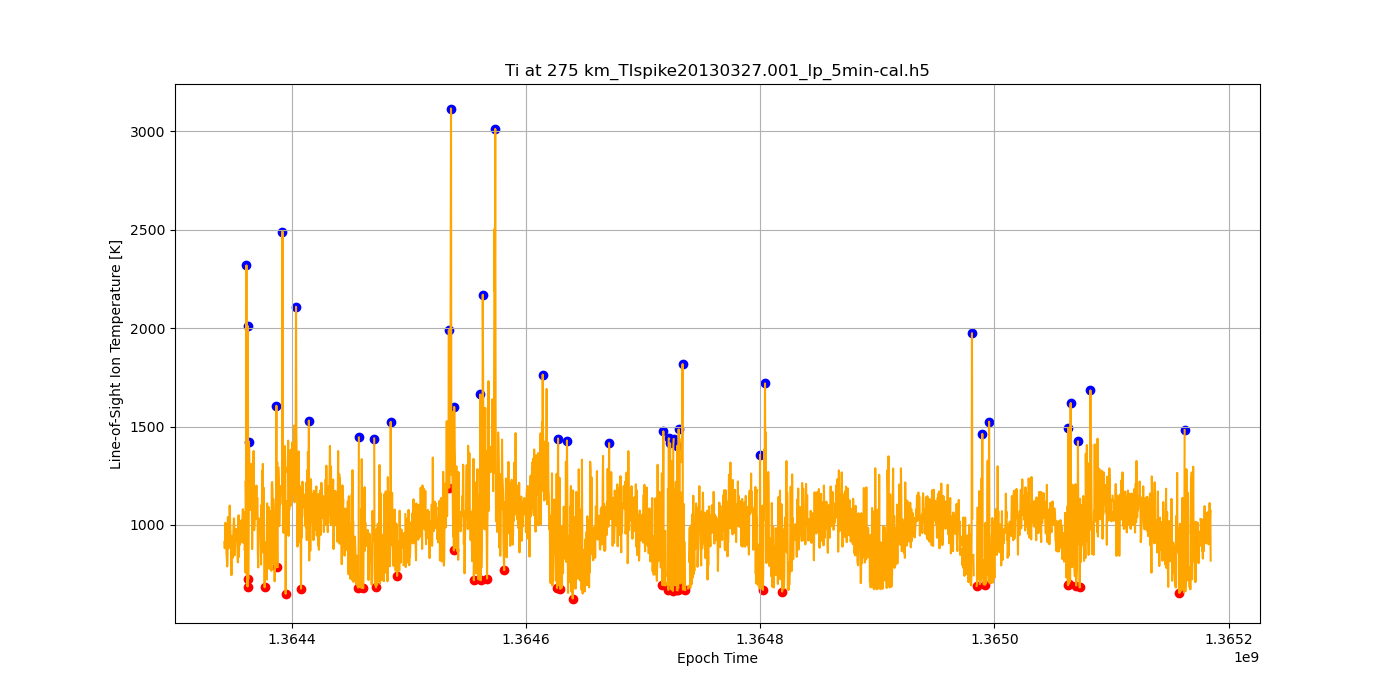 Ti at 275 km_TIspike20130327.001_lp_5min-cal.h5
Line-of-Sight Ion Temperature [K]
3000
2500
2000
1500
1000
1.3644 1.3646 1.3648 1.3650 1.3652
1e9
Epoch Time